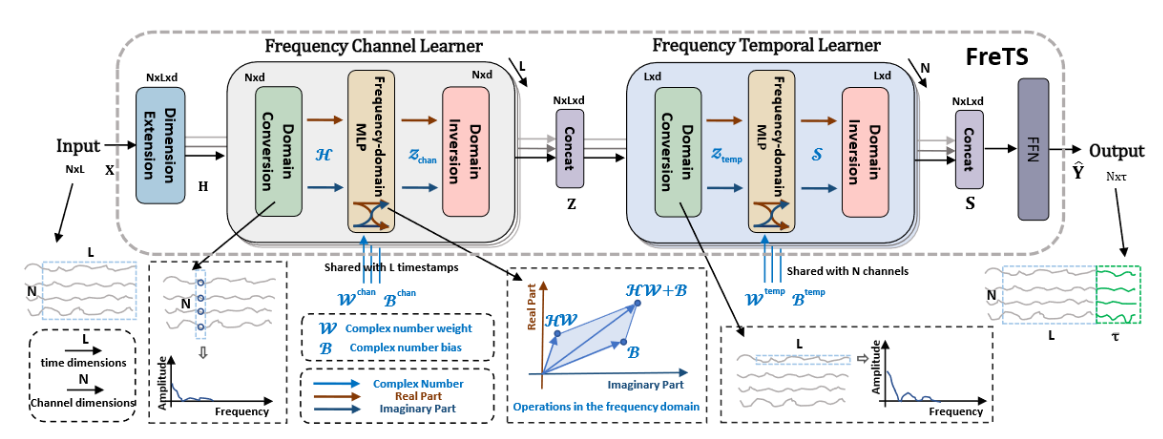 Frequency Channel Learner
Frequency Temporal Learner
FreTS
Input
NxL
X
NxLxd
Dimension Extension
H
Nxd
Domain Conversion
ℋ
Frequency-domain MLP
𝒵chan
Nxd
Domain Inversion
L
NxLxd
Concat
Z
Lxd
Domain Conversion
𝒵temp
Frequency-domain MLP
𝒮
Lxd
Domain Inversion
N
NxLxd
Concat
S
FFN
Output
Ŷ
Nxτ
Shared with L timestamps
𝒲chan ℬchan
Shared with N channels
𝒲temp ℬtemp
L
N
L
time dimensions
N
Channel dimensions
N
Amplitude
Frequency
𝒲 Complex number weight
ℬ Complex number bias
Complex Number
Real Part
Imaginary Part
Real Part
ℋ𝒲
ℋ𝒲+ℬ
ℬ
Imaginary Part
Operations in the frequency domain
L
Amplitude
Frequency
N
L
τ